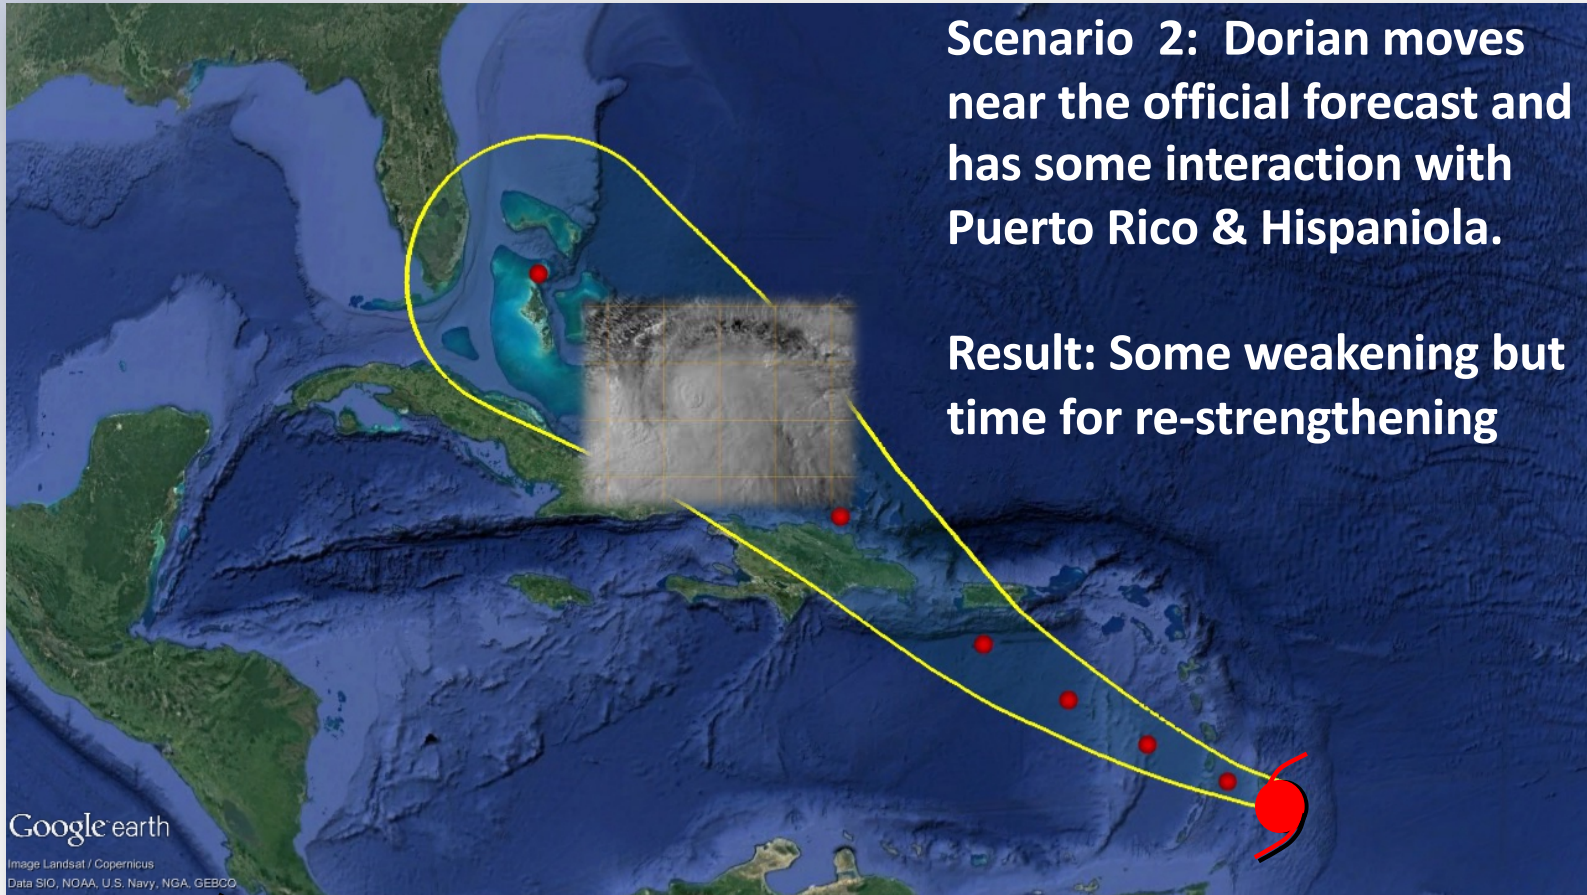 Scenario  2:  Dorian moves
near the official forecast and
has some interaction with
Puerto Rico & Hispaniola.
Result: Some weakening but
time for re-strengthening
Google earth
Image Landsat / Copernicus
Data SIO, NOAA, U.S. Navy, NGA, GEBCO